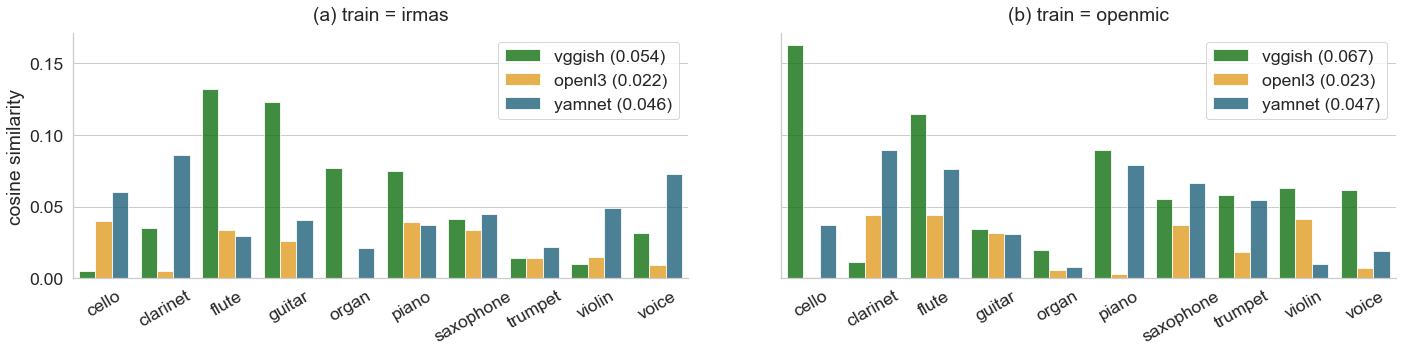 (a) train = irmas
cosine similarity
0.15
0.10
0.05
0.00
vggish (0.054)
openl3 (0.022)
yamnet (0.046)
cello
clarinet
flute
guitar
organ
piano
saxophone
trumpet
violin
voice
(b) train = openmic
vggish (0.067)
openl3 (0.023)
yamnet (0.047)
cello
clarinet
flute
guitar
organ
piano
saxophone
trumpet
violin
voice